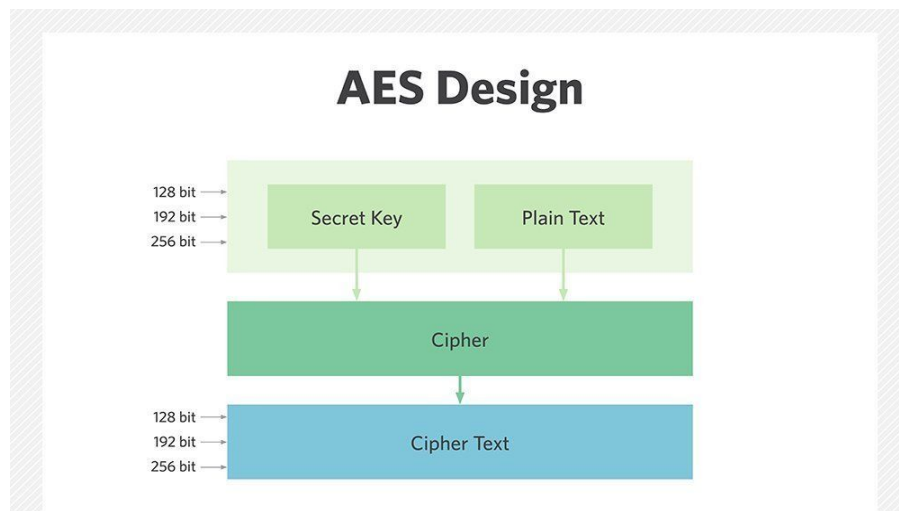 AES Design
128 bit
192 bit
256 bit
Secret Key
Plain Text
Cipher
128 bit
192 bit
256 bit
Cipher Text